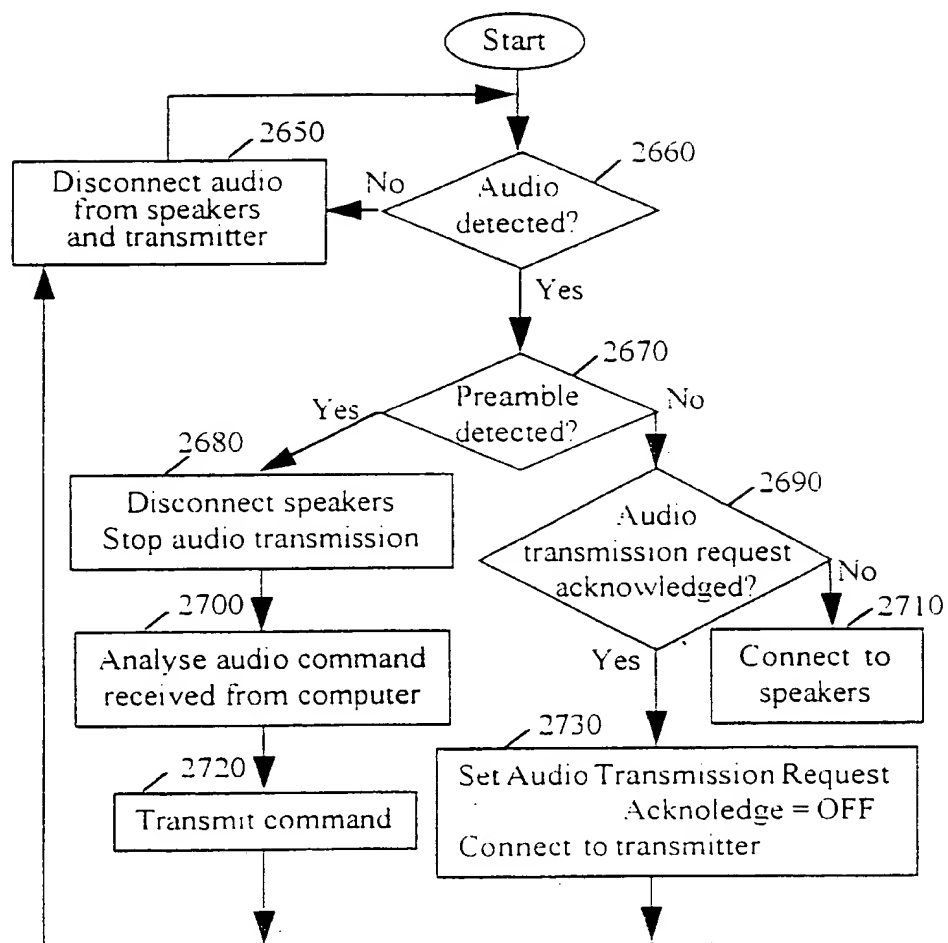 Start
2650
Disconnect audio
from speakers
and transmitter
No
2660
Audio
detected?
Yes
2670
Preamble
detected?
Yes
No
2680
Disconnect speakers
Stop audio transmission
2690
Audio
transmission request
acknowledged?
No
Yes
2700
Analyse audio command
received from computer
2710
Connect to
speakers
2720
Transmit command
2730
Set Audio Transmission Request
Acknoledge = OFF
Connect to transmitter